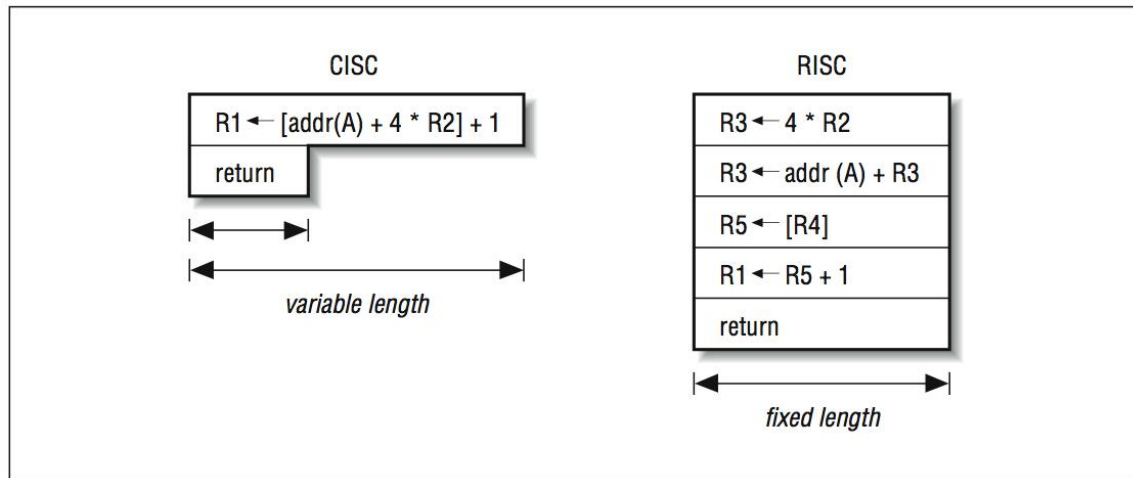 CISC
R1 ← [addr(A) + 4 * R2] + 1
return
variable length
RISC
R3 ← 4 * R2
R3 ← addr (A) + R3
R5 ← [R4]
R1 ← R5 + 1
return
fixed length